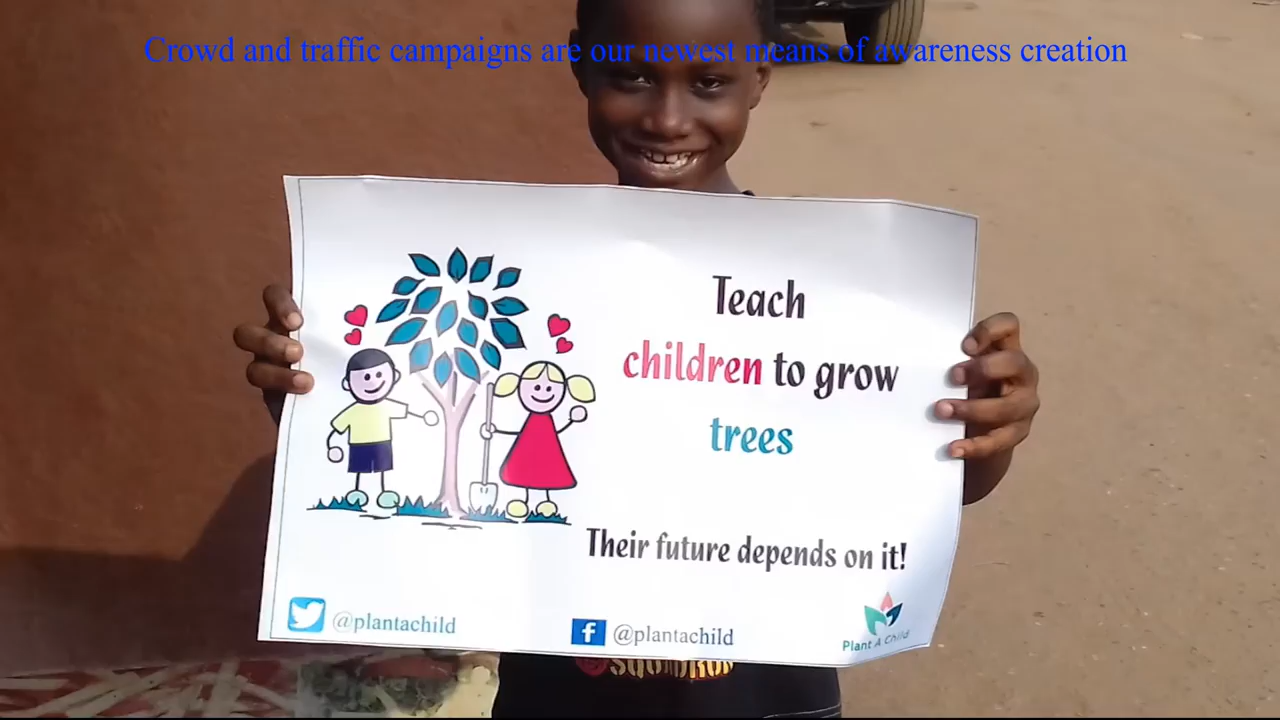 Crowd and traffic campaigns are our newest means of awareness creation
Teach
children to grow
trees
Their future depends on it!
@plantachild
@plantachild
Plant A Child
SQUADRON